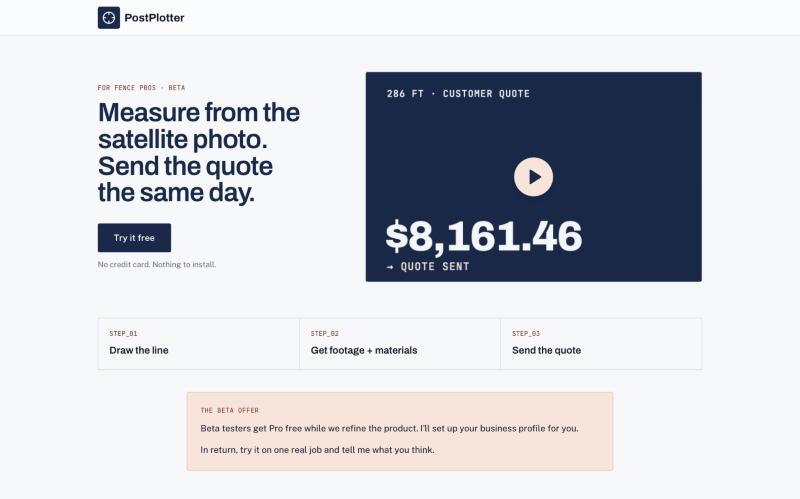 PostPlotter
FOR FENCE PROS · BETA
Measure from the
satellite photo.
Send the quote
the same day.
Try it free
No credit card. Nothing to install.
286 FT · CUSTOMER QUOTE
$8,161.46
→ QUOTE SENT
STEP_01
Draw the line
STEP_02
Get footage + materials
STEP_03
Send the quote
THE BETA OFFER
Beta testers get Pro free while we refine the product. I'll set up your business profile for you.
In return, try it on one real job and tell me what you think.